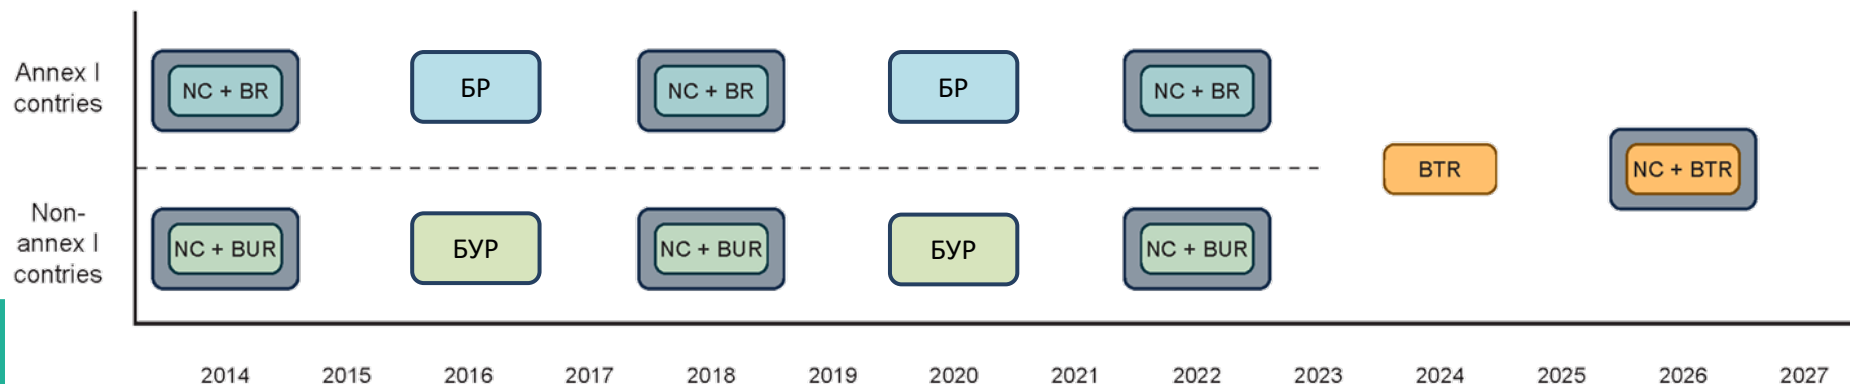 Annex I
contries
NC + BR
БР
NC + BR
БР
NC + BR
BTR
NC + BTR
Non-
annex I
contries
NC + BUR
БУР
NC + BUR
БУР
NC + BUR
2014 2015 2016 2017 2018 2019 2020 2021 2022 2023 2024 2025 2026 2027